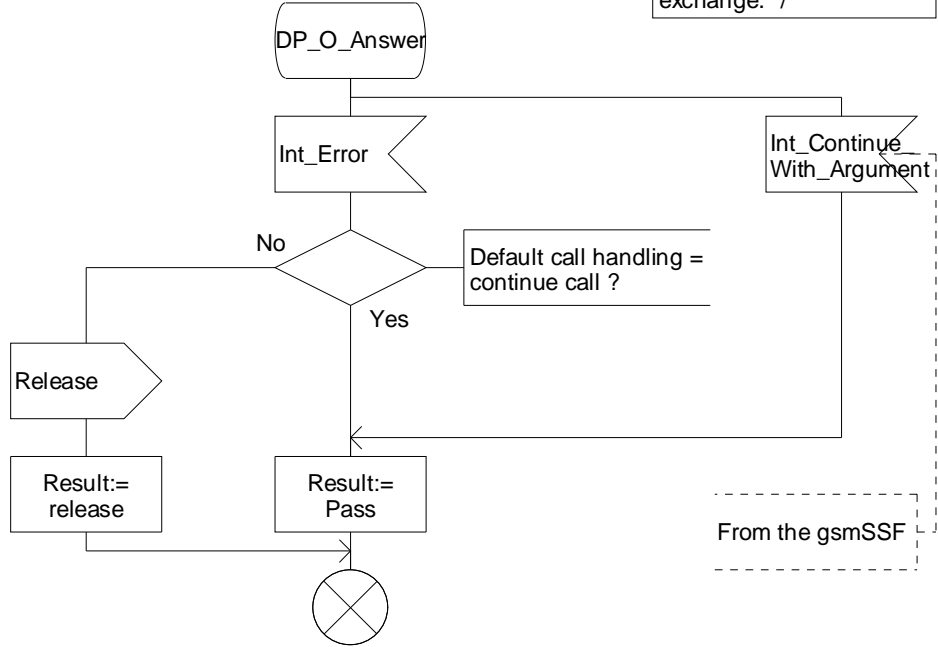 exchange. */
DP_O_Answer
Int_Error
Int_Continue_
With_Argument
No
Default call handling =
continue call ?
Yes
Release
Result:=
release
Result:=
Pass
From the gsmSSF